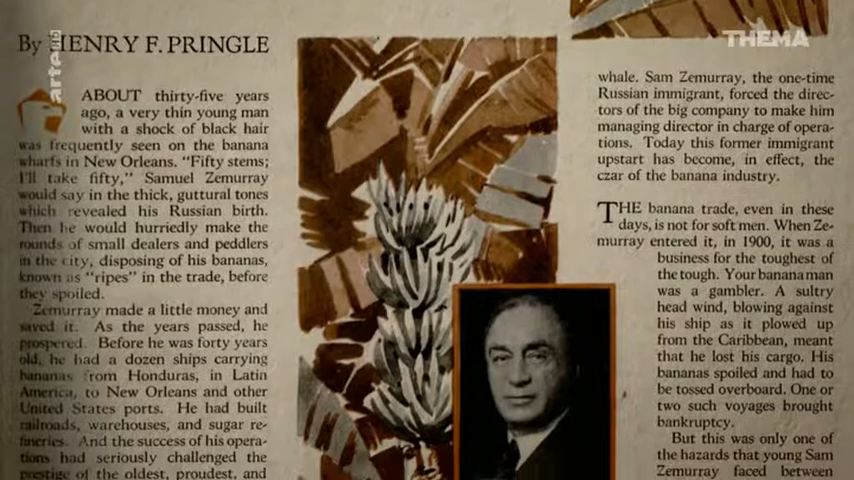 THEMA
arte
By HENRY F. PRINGLE
ABOUT thirty-five years
ago, a very thin young man
with a shock of black hair
was frequently seen on the banana
wharfs in New Orleans. "Fifty stems;
I'll take fifty," Samuel Zemurray
would say in the thick, guttural tones
which revealed his Russian birth.
Then he would hurriedly make the
rounds of small dealers and peddlers
in the city, disposing of his bananas,
known as "ripes" in the trade, before
they spoiled.
Zemurray made a little money and
saved it. As the years passed, he
prospered. Before he was forty years
old, he had a dozen ships carrying
bananas from Honduras, in Latin
America, to New Orleans and other
United States ports. He had built
railroads, warehouses, and sugar re-
fineries. And the success of his opera-
tions had seriously challenged the
prestige of the oldest, proudest, and
whale. Sam Zemurray, the one-time
Russian immigrant, forced the direc-
tors of the big company to make him
managing director in charge of opera-
tions. Today this former immigrant
upstart has become, in effect, the
czar of the banana industry.
THE banana trade, even in these
days, is not for soft men. When Ze-
murray entered it, in 1900, it was a
business for the toughest of
the tough. Your banana man
was a gambler. A sultry
head wind, blowing against
his ship as it plowed up
from the Caribbean, meant
that he lost his cargo. His
bananas spoiled and had to
be tossed overboard. One or
two such voyages brought
bankruptcy.
But this was only one of
the hazards that young Sam
Zemurray faced between